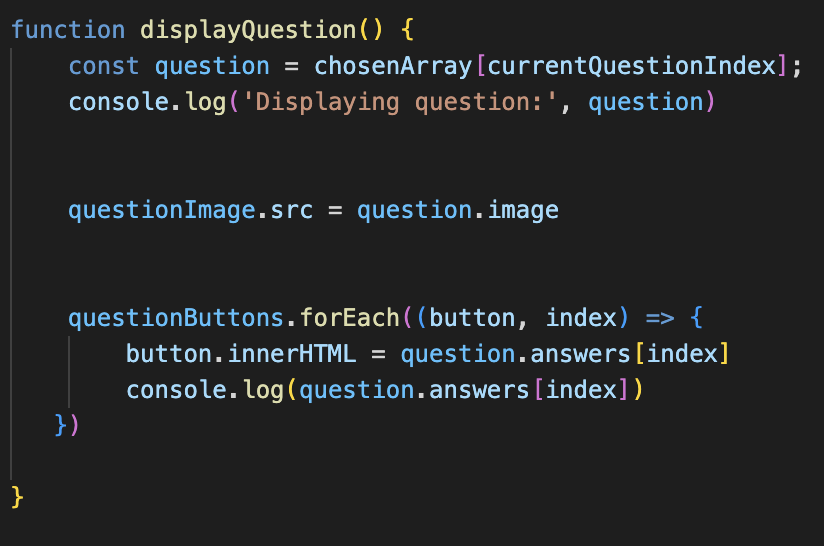 function displayQuestion() {
    const question = chosenArray[currentQuestionIndex];
    console.log('Displaying question:', question)
    questionImage.src = question.image
    questionButtons.forEach((button, index) => {
        button.innerHTML = question.answers[index]
        console.log(question.answers[index])
   })
}